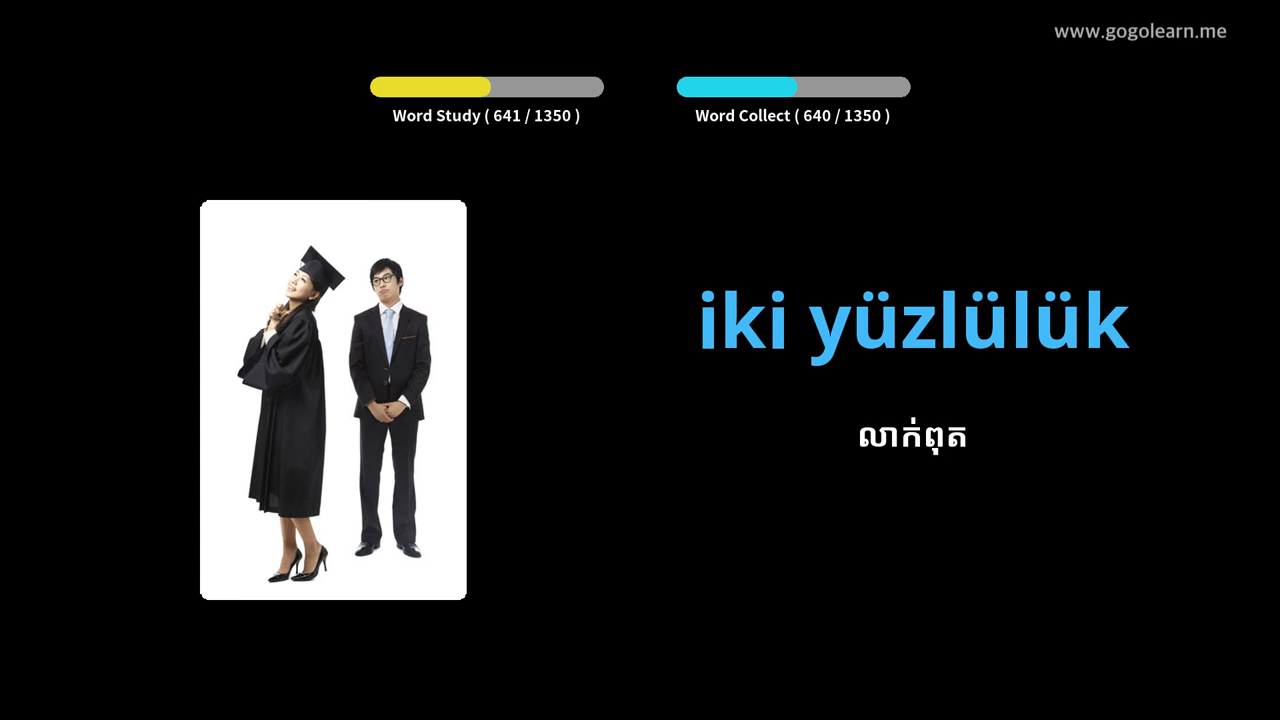 www.gogolearn.me
Word Study ( 641 / 1350 )
Word Collect ( 640 / 1350 )
iki yüzlülük
លាក់ពុត